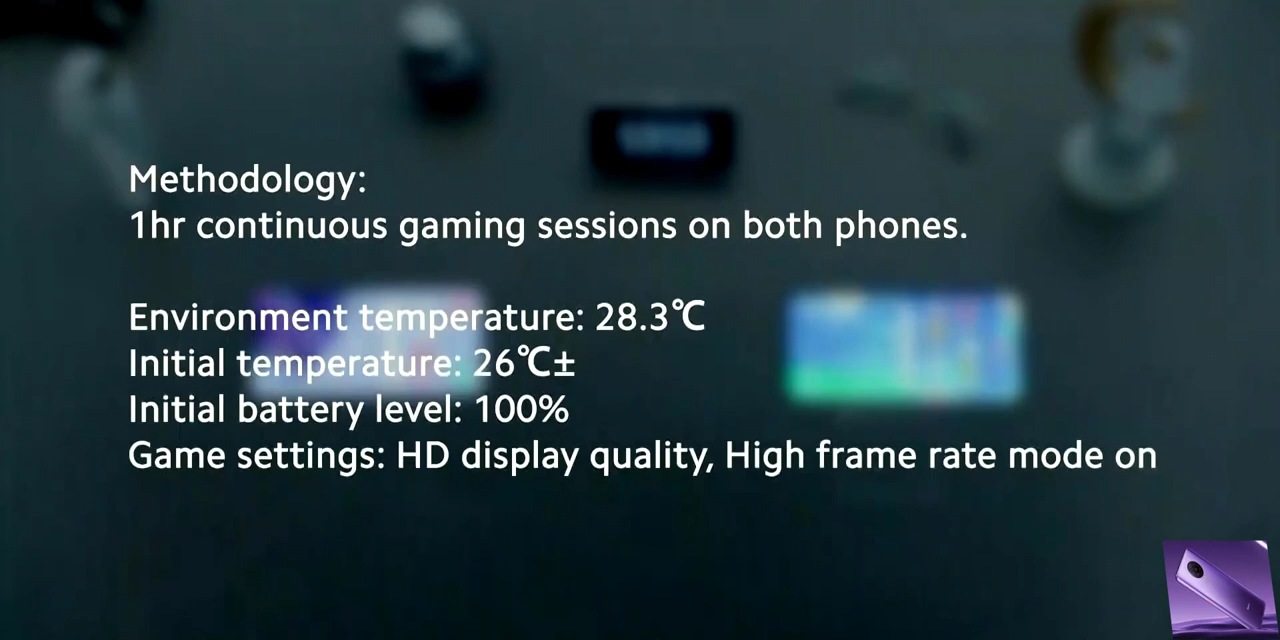 Methodology:
1hr continuous gaming sessions on both phones.
Environment temperature: 28.3℃
Initial temperature: 26℃±
Initial battery level: 100%
Game settings: HD display quality, High frame rate mode on